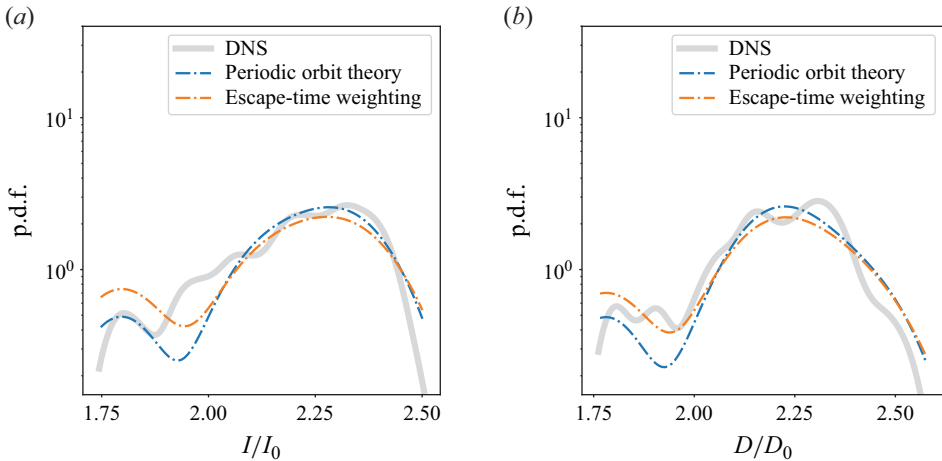 (a)
(b)
DNS
Periodic orbit theory
Escape-time weighting
p.d.f.
10^1
10^0
1.75 2.00 2.25 2.50
I/I_0
DNS
Periodic orbit theory
Escape-time weighting
p.d.f.
10^1
10^0
1.75 2.00 2.25 2.50
D/D_0